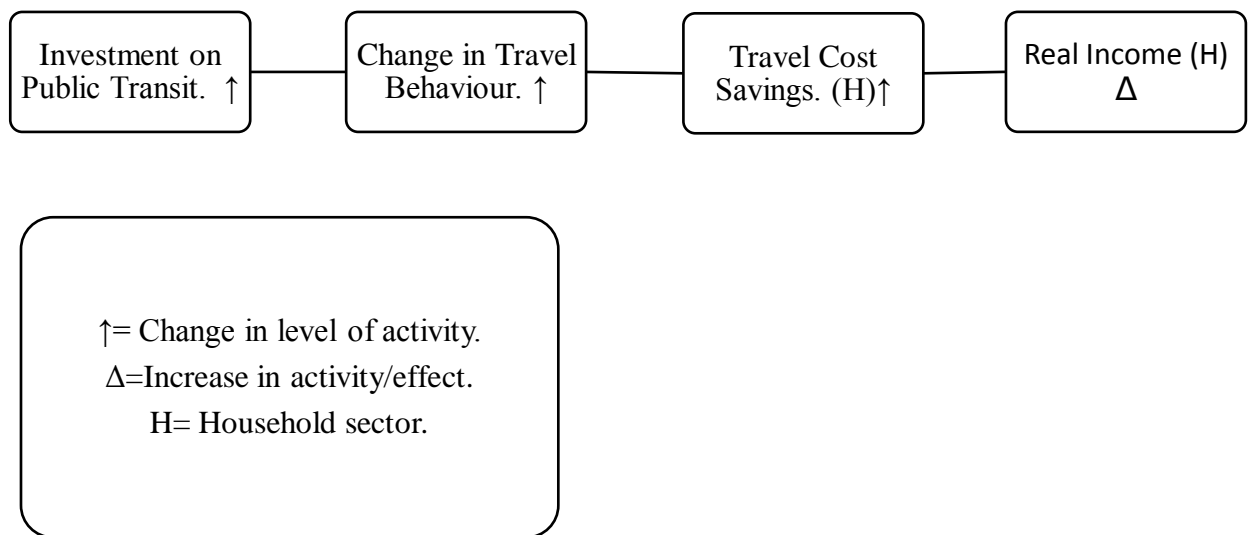 Investment on
Public Transit. ↑
Change in Travel
Behaviour. ↑
Travel Cost
Savings. (H)↑
Real Income (H)
Δ
↑= Change in level of activity.
Δ=Increase in activity/effect.
H= Household sector.